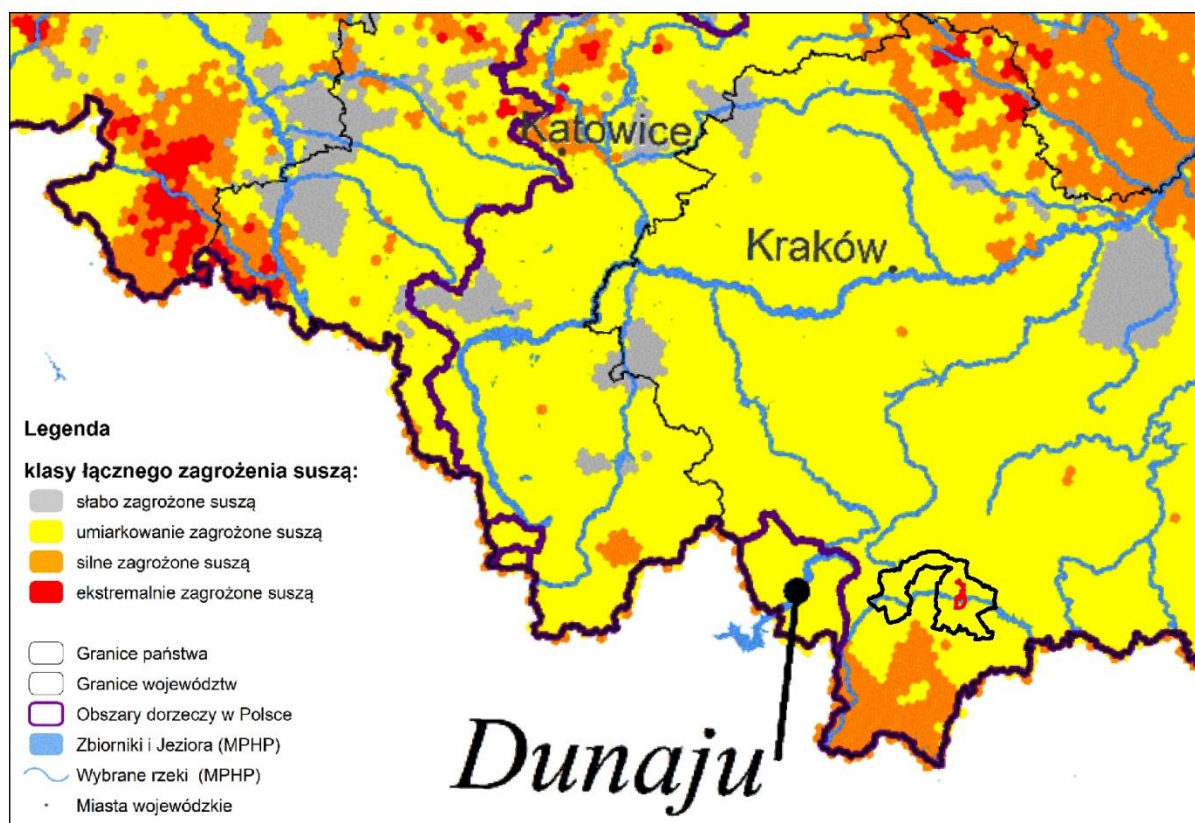 Katowice
Kraków
Legenda
klasy łącznego zagrożenia suszą:
słabo zagrożone suszą
umiarkowanie zagrożone suszą
silne zagrożone suszą
ekstremalnie zagrożone suszą
Granice państwa
Granice województw
Obszary dorzeczy w Polsce
Zbiorniki i Jeziora (MPHP)
Wybrane rzeki (MPHP)
Miasta wojewódzkie
Dunaju